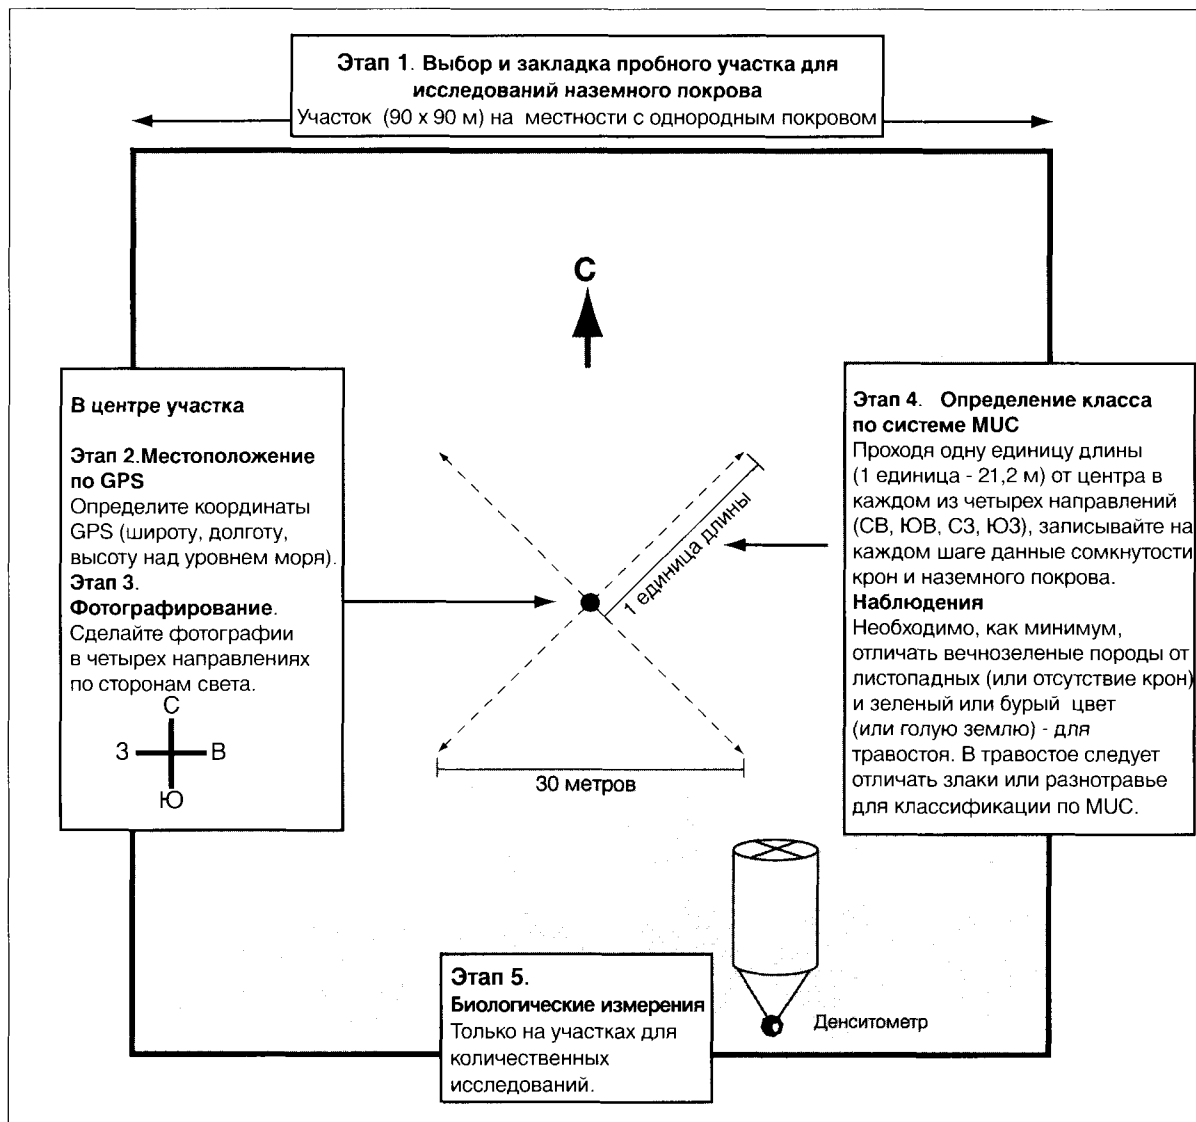 Этап 1. Выбор и закладка пробного участка для
исследований наземного покрова
Участок (90 х 90 м) на местности с однородным покровом
С
В центре участка
Этап 2.Местоположение
по GPS
Определите координаты
GPS (широту, долготу,
высоту над уровнем моря).
Этап 3.
Фотографирование.
Сделайте фотографии
в четырех направлениях
по сторонам света.
С
З В
Ю
1 единица длины
30 метров
Этап 4. Определение класса
по системе MUC
Проходя одну единицу длины
(1 единица - 21,2 м) от центра в
каждом из четырех направлений
(СВ, ЮВ, СЗ, ЮЗ), записывайте на
каждом шаге данные сомкнутости
крон и наземного покрова.
Наблюдения
Необходимо, как минимум,
отличать вечнозеленые породы от
листопадных (или отсутствие крон)
и зеленый или бурый цвет
(или голую землю) - для
травостоя. В травостое следует
отличать злаки или разнотравье
для классификации по MUC.
Этап 5.
Биологические измерения
Только на участках для
количественных
исследований.
Денситометр